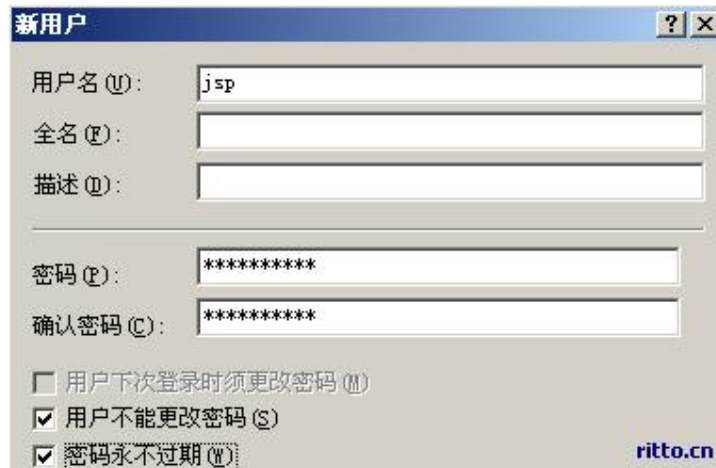 新用户
用户名(U): jsp
全名(F):
描述(D):
密码(P): **********
确认密码(C): **********
用户下次登录时须更改密码(M)
用户不能更改密码(S)
密码永不过期(W)
ritto.cn